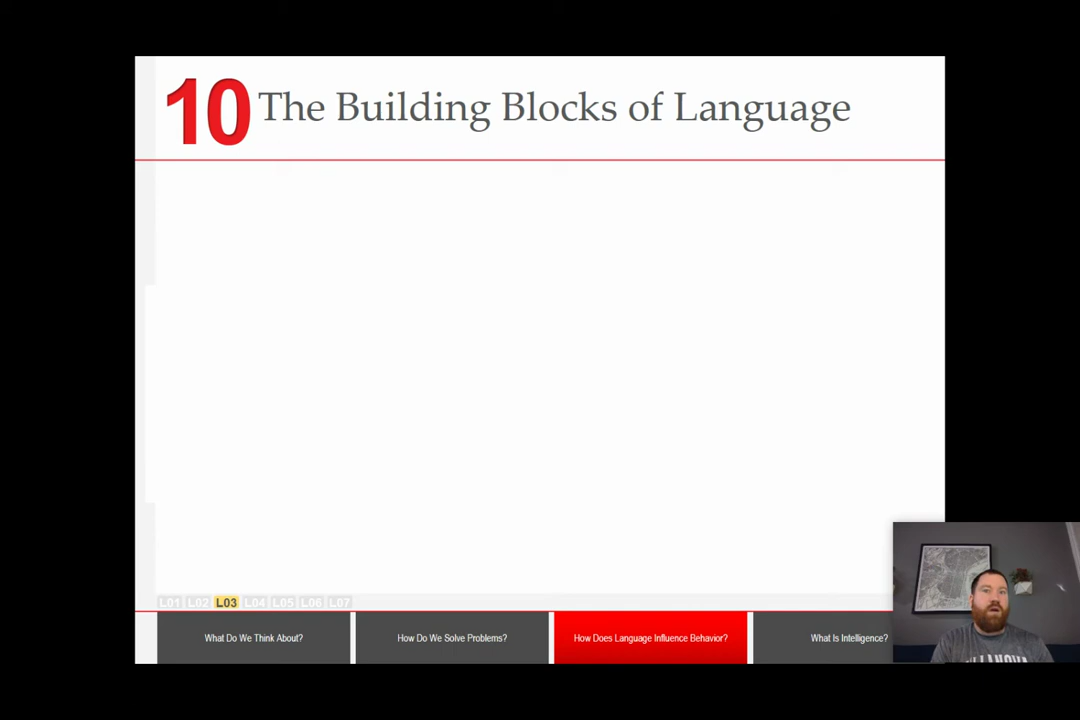 10 The Building Blocks of Language
L01 L02 L03 L04 L05 L06 L07
What Do We Think About?
How Do We Solve Problems?
How Does Language Influence Behavior?
What Is Intelligence?